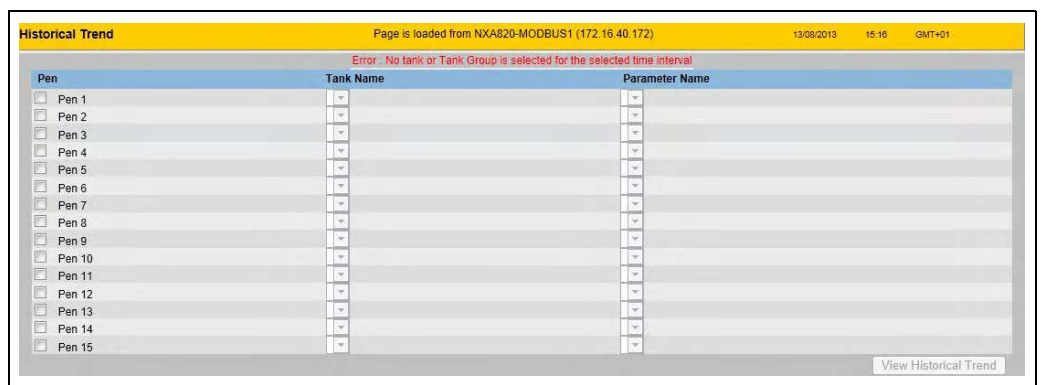 Historical Trend Page is loaded from NXA820-MODBUS1 (172.16.40.172) 13/08/2013 15:16 GMT+01
Error : No tank or Tank Group is selected for the selected time interval
Pen Tank Name Parameter Name
Pen 1
Pen 2
Pen 3
Pen 4
Pen 5
Pen 6
Pen 7
Pen 8
Pen 9
Pen 10
Pen 11
Pen 12
Pen 13
Pen 14
Pen 15
View Historical Trend